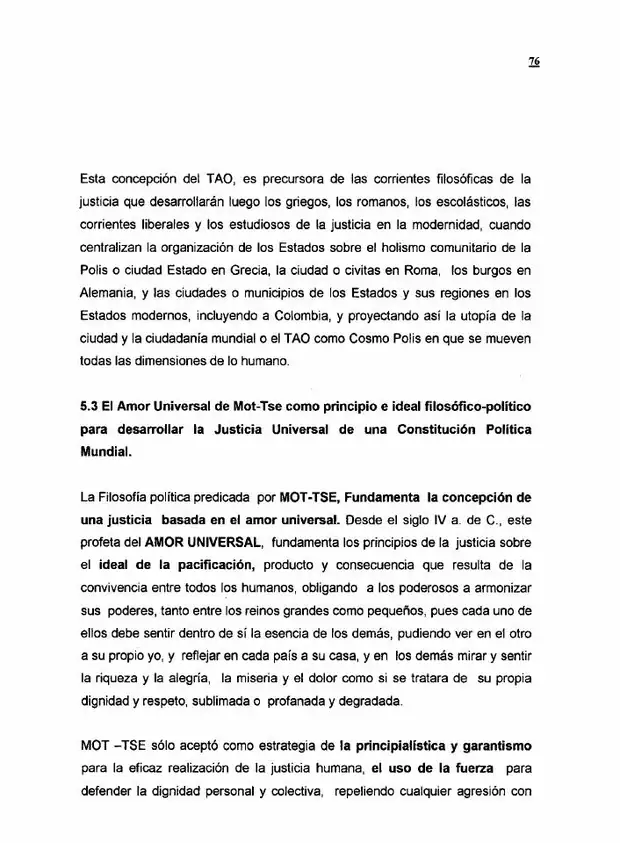 76
Esta concepción del TAO, es precursora de las corrientes filosóficas de la
justicia que desarrollarán luego los griegos, los romanos, los escolásticos, las
corrientes liberales y los estudiosos de la justicia en la modernidad, cuando
centralizan la organización de los Estados sobre el holismo comunitario de la
Polis o ciudad Estado en Grecia, la ciudad o civitas en Roma, los burgos en
Alemania, y las ciudades o municipios de los Estados y sus regiones en los
Estados modernos, incluyendo a Colombia, y proyectando así la utopía de la
ciudad y la ciudadanía mundial o el TAO como Cosmo Polis en que se mueven
todas las dimensiones de lo humano.
5.3 El Amor Universal de Mot-Tse como principio e ideal filosófico-político
para desarrollar la Justicia Universal de una Constitución Política
Mundial.
La Filosofía política predicada por MOT-TSE, Fundamenta la concepción de
una justicia basada en el amor universal. Desde el siglo IV a. de C., este
profeta del AMOR UNIVERSAL, fundamenta los principios de la justicia sobre
el ideal de la pacificación, producto y consecuencia que resulta de la
convivencia entre todos los humanos, obligando a los poderosos a armonizar
sus poderes, tanto entre los reinos grandes como pequeños, pues cada uno de
ellos debe sentir dentro de sí la esencia de los demás, pudiendo ver en el otro
a su propio yo, y reflejar en cada país a su casa, y en los demás mirar y sentir
la riqueza y la alegría, la miseria y el dolor como si se tratara de su propia
dignidad y respeto, sublimada o profanada y degradada.
MOT –TSE sólo aceptó como estrategia de la principialística y garantismo
para la eficaz realización de la justicia humana, el uso de la fuerza para
defender la dignidad personal y colectiva, repeliendo cualquier agresión con